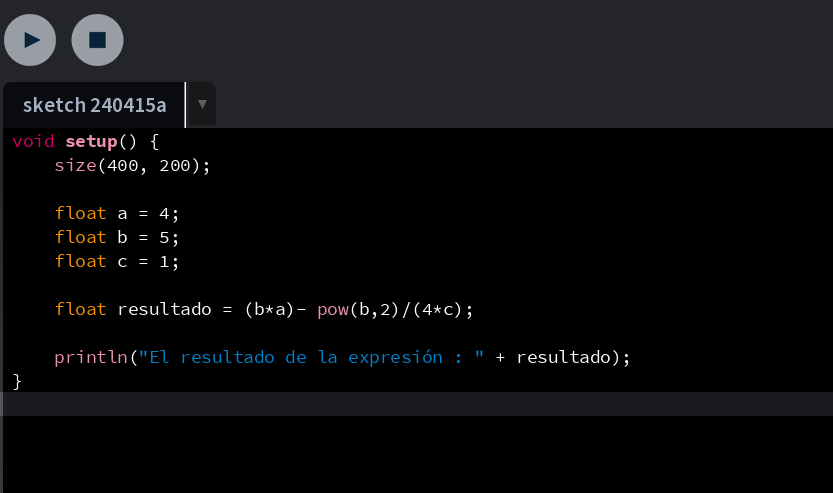 sketch 240415a
void setup() {
    size(400, 200);
    float a = 4;
    float b = 5;
    float c = 1;
    float resultado = (b*a)- pow(b,2)/(4*c);
    println("El resultado de la expresión : " + resultado);
}